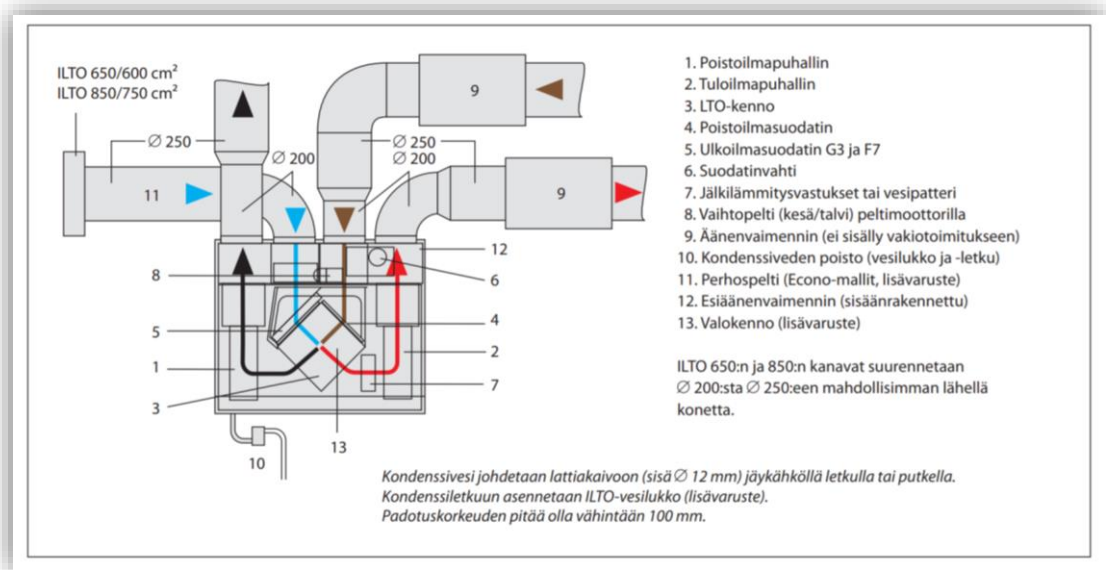 ILTO 650/600 cm²
ILTO 850/750 cm²
∅ 250
∅ 200
∅ 250
∅ 200
9
9
11
12
8
6
5
4
1
2
7
3
13
10
1. Poistoilmapuhallin
2. Tuloilmapuhallin
3. LTO-kenno
4. Poistoilmasuodatin
5. Ulkoilmasuodatin G3 ja F7
6. Suodatinvahti
7. Jälkilämmitysvastukset tai vesipatteri
8. Vaihtopelti (kesä/talvi) peltimoottorilla
9. Äänenvaimennin (ei sisälly vakiotoimitukseen)
10. Kondenssiveden poisto (vesilukko ja -letku)
11. Perhospelti (Econo-mallit, lisävaruste)
12. Esiäänenvaimennin (sisäänrakennettu)
13. Valokenno (lisävaruste)
ILTO 650:n ja 850:n kanavat suurennetaan
∅ 200:sta ∅ 250:een mahdollisimman lähellä
konetta.
Kondenssivesi johdetaan lattiakaivoon (sisä ∅ 12 mm) jäykähköllä letkulla tai putkella.
Kondenssiletkuun asennetaan ILTO-vesilukko (lisävaruste).
Padotuskorkeuden pitää olla vähintään 100 mm.